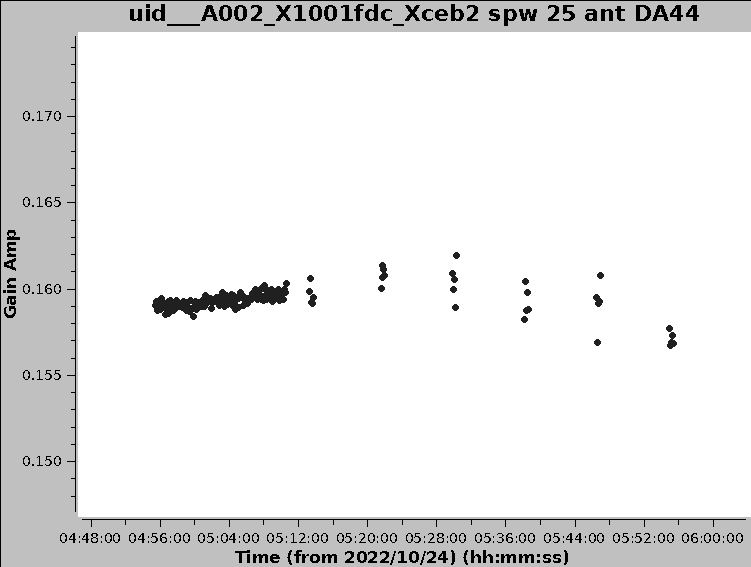 uid___A002_X1001fdc_Xceb2 spw 25 ant DA44
0.170
0.165
0.160
0.155
0.150
Gain Amp
04:48:00 04:56:00 05:04:00 05:12:00 05:20:00 05:28:00 05:36:00 05:44:00 05:52:00 06:00:00
Time (from 2022/10/24) (hh:mm:ss)